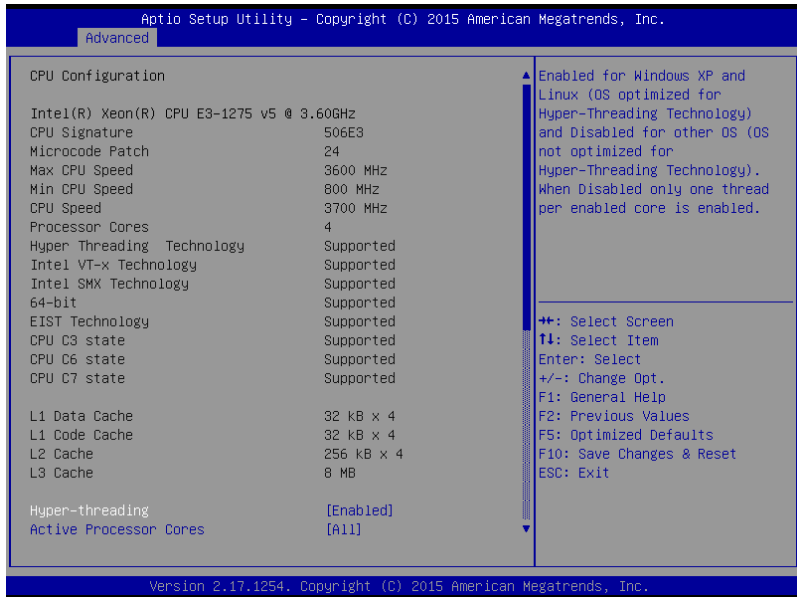 Aptio Setup Utility – Copyright (C) 2015 American Megatrends, Inc.
Advanced
CPU Configuration
Intel(R) Xeon(R) CPU E3-1275 v5 @ 3.60GHz
CPU Signature 506E3
Microcode Patch 24
Max CPU Speed 3600 MHz
Min CPU Speed 800 MHz
CPU Speed 3700 MHz
Processor Cores 4
Hyper Threading Technology Supported
Intel VT-x Technology Supported
Intel SMX Technology Supported
64-bit Supported
EIST Technology Supported
CPU C3 state Supported
CPU C6 state Supported
CPU C7 state Supported
L1 Data Cache 32 kB x 4
L1 Code Cache 32 kB x 4
L2 Cache 256 kB x 4
L3 Cache 8 MB
Hyper-threading [Enabled]
Active Processor Cores [All]
Enabled for Windows XP and
Linux (OS optimized for
Hyper-Threading Technology)
and Disabled for other OS (OS
not optimized for
Hyper-Threading Technology).
When Disabled only one thread
per enabled core is enabled.
→←: Select Screen
↑↓: Select Item
Enter: Select
+/-: Change Opt.
F1: General Help
F2: Previous Values
F5: Optimized Defaults
F10: Save Changes & Reset
ESC: Exit
Version 2.17.1254. Copyright (C) 2015 American Megatrends, Inc.